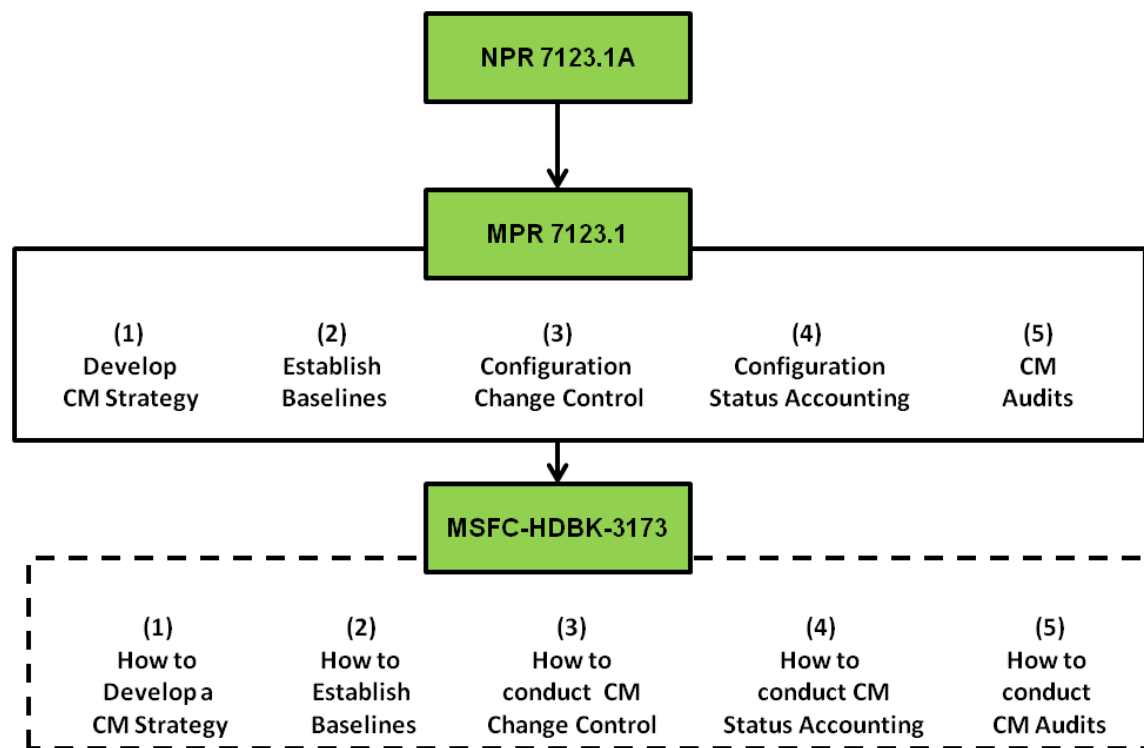 NPR 7123.1A
MPR 7123.1
(1)
Develop
CM Strategy
(2)
Establish
Baselines
(3)
Configuration
Change Control
(4)
Configuration
Status Accounting
(5)
CM
Audits
MSFC-HDBK-3173
(1)
How to
Develop a
CM Strategy
(2)
How to
Establish
Baselines
(3)
How to
conduct CM
Change Control
(4)
How to
conduct CM
Status Accounting
(5)
How to
conduct
CM Audits